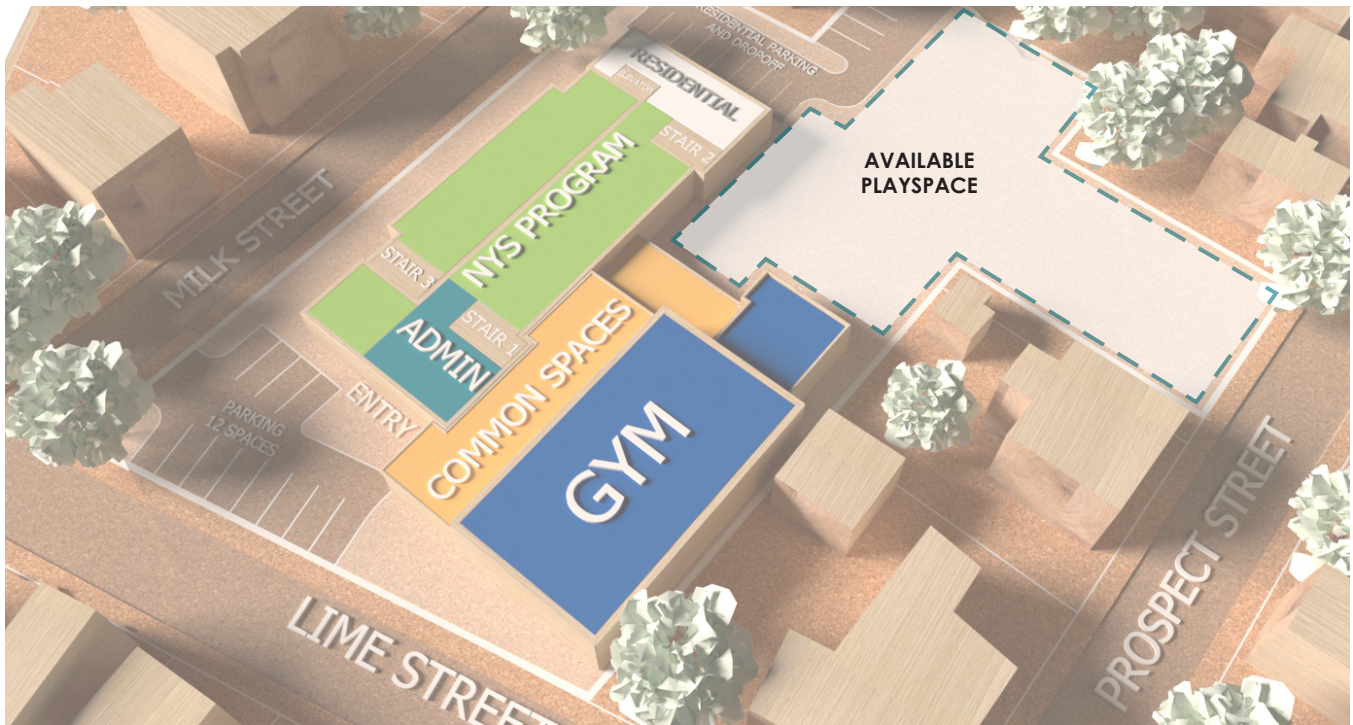 RESIDENTIAL PARKING
AND DROPOFF
RESIDENTIAL
ELEVATOR
STAIR 2
AVAILABLE
PLAYSPACE
NYS PROGRAM
MILK STREET
STAIR 3
STAIR 1
ADMIN
COMMON SPACES
ENTRY
GYM
PARKING
12 SPACES
LIME STREET
PROSPECT STREET